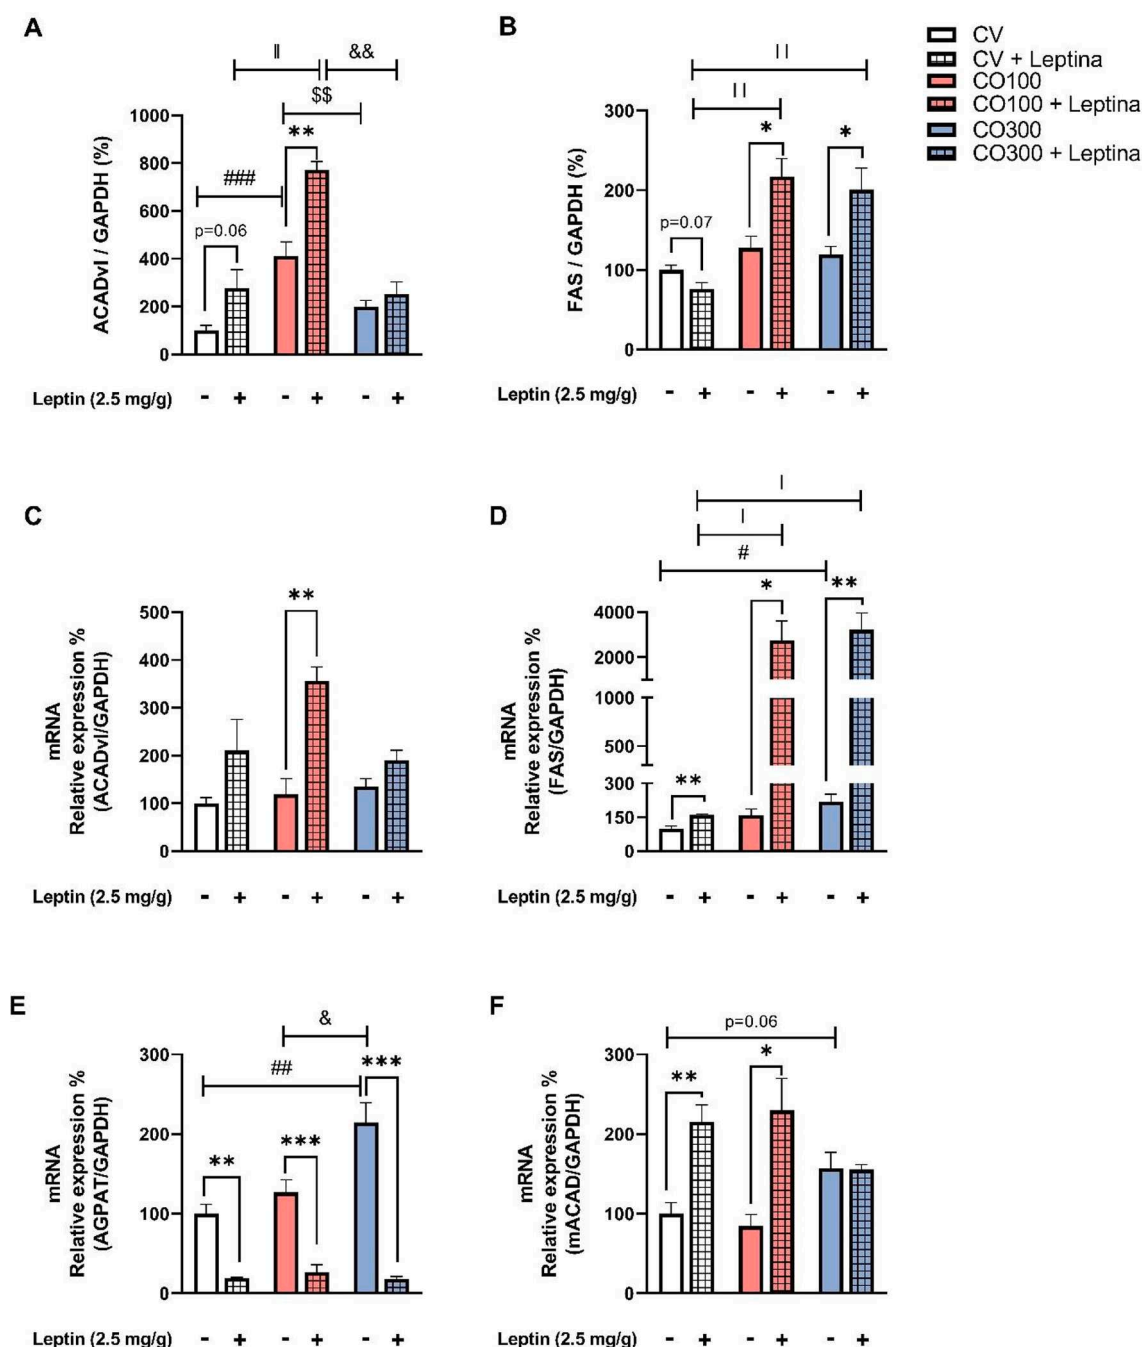 A
‖
&&
$$
**
###
p=0.06
ACADvl / GAPDH (%)
1000
800
600
400
200
0
Leptin (2.5 mg/g) - + - + - +
B
||
||
*
*
p=0.07
FAS / GAPDH (%)
300
200
100
0
Leptin (2.5 mg/g) - + - + - +
CV
CV + Leptina
CO100
CO100 + Leptina
CO300
CO300 + Leptina
C
**
mRNA
Relative expression %
(ACADvl/GAPDH)
500
400
300
200
100
0
Leptin (2.5 mg/g) - + - + - +
D
|
|
#
*
**
**
mRNA
Relative expression %
(FAS/GAPDH)
4000
2000
1000
500
300
150
0
Leptin (2.5 mg/g) - + - + - +
E
&
##
***
***
**
mRNA
Relative expression %
(AGPAT/GAPDH)
300
200
100
0
Leptin (2.5 mg/g) - + - + - +
F
p=0.06
*
**
mRNA
Relative expression %
(mACAD/GAPDH)
300
200
100
0
Leptin (2.5 mg/g) - + - + - +